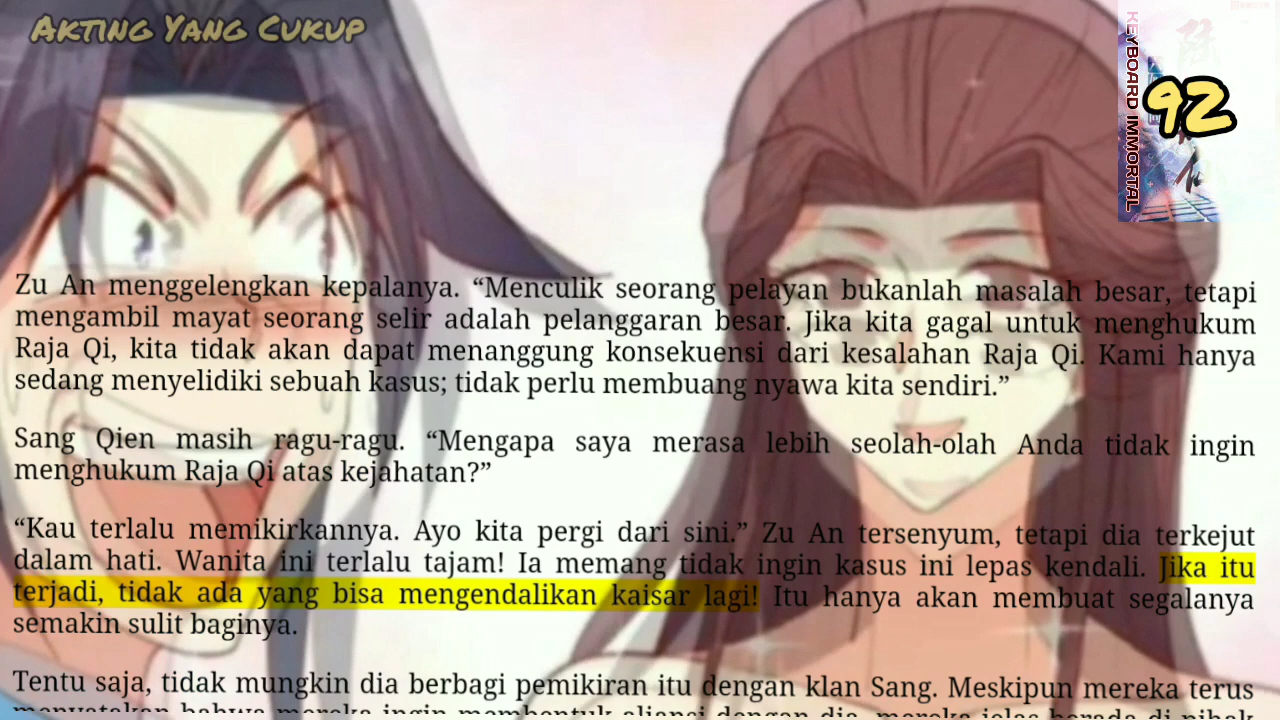 Akting Yang Cukup
KEYBOARD IMMORTAL
92
Zu An menggelengkan kepalanya. “Menculik seorang pelayan bukanlah masalah besar, tetapi
mengambil mayat seorang selir adalah pelanggaran besar. Jika kita gagal untuk menghukum
Raja Qi, kita tidak akan dapat menanggung konsekuensi dari kesalahan Raja Qi. Kami hanya
sedang menyelidiki sebuah kasus; tidak perlu membuang nyawa kita sendiri.”
Sang Qien masih ragu-ragu. “Mengapa saya merasa lebih seolah-olah Anda tidak ingin
menghukum Raja Qi atas kejahatan?”
“Kau terlalu memikirkannya. Ayo kita pergi dari sini.” Zu An tersenyum, tetapi dia terkejut
dalam hati. Wanita ini terlalu tajam! Ia memang tidak ingin kasus ini lepas kendali. Jika itu
terjadi, tidak ada yang bisa mengendalikan kaisar lagi! Itu hanya akan membuat segalanya
semakin sulit baginya.
Tentu saja, tidak mungkin dia berbagi pemikiran itu dengan klan Sang. Meskipun mereka terus